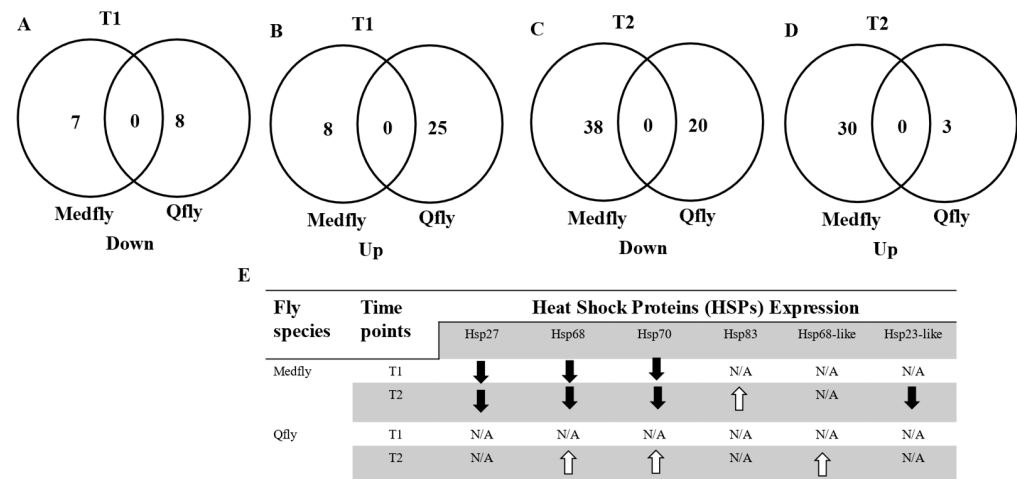 A
T1
7
0
8
Medfly
Qfly
Down
B
T1
8
0
25
Medfly
Qfly
Up
C
T2
38
0
20
Medfly
Qfly
Down
D
T2
30
0
3
Medfly
Qfly
Up
E
Fly species
Time points
Heat Shock Proteins (HSPs) Expression
Hsp27 Hsp68 Hsp70 Hsp83 Hsp68-like Hsp23-like
Medfly T1 N/A N/A N/A
T2 N/A
Qfly T1 N/A N/A N/A N/A N/A N/A
T2 N/A N/A N/A